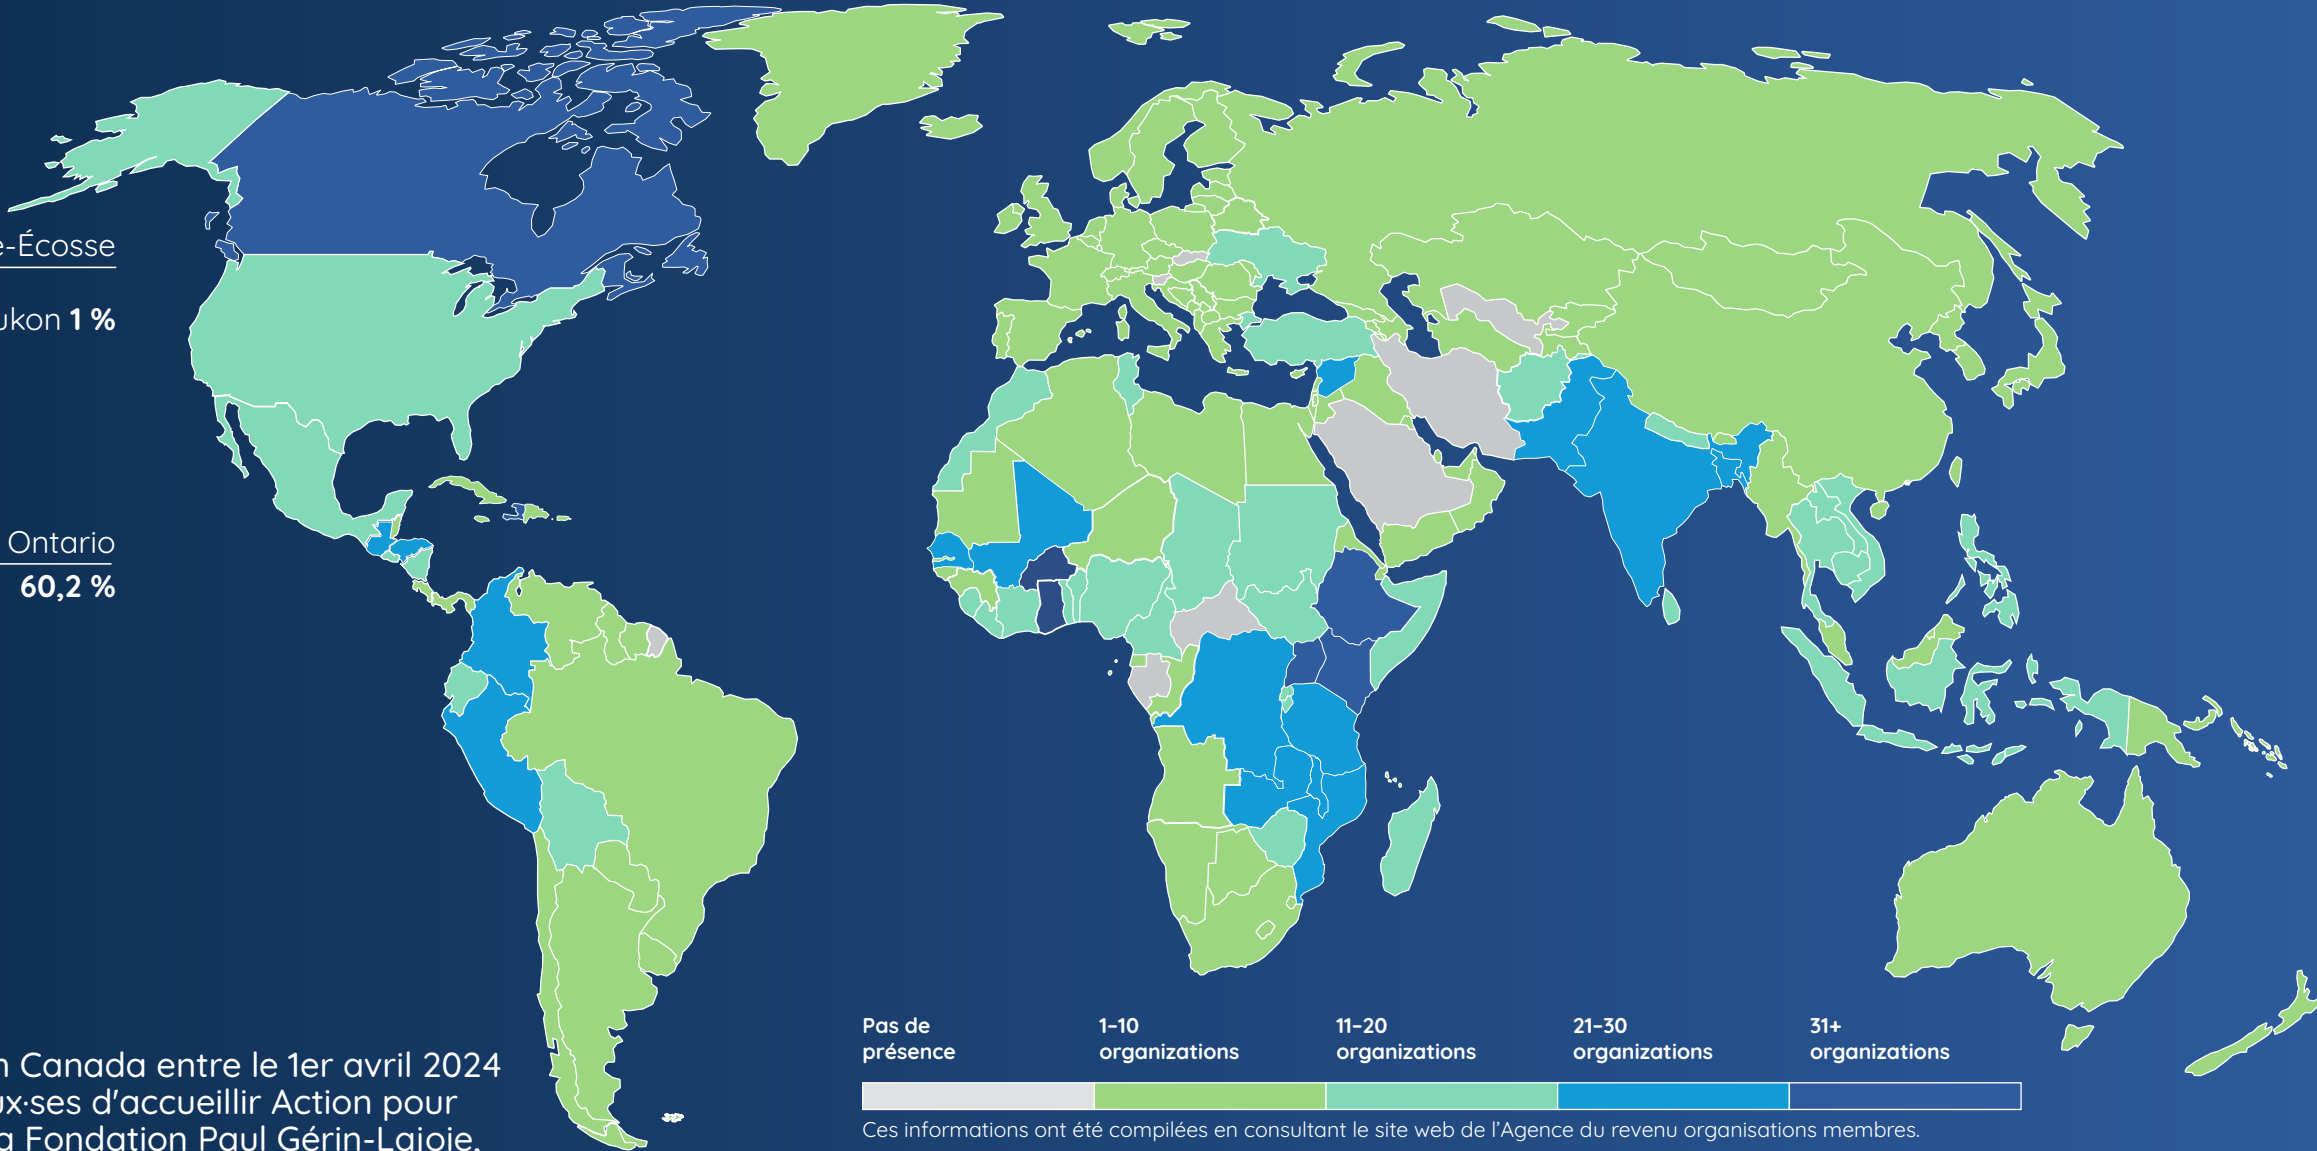 e-Écosse
ukon 1 %
Ontario
60,2 %
n Canada entre le 1er avril 2024
ux·ses d'accueillir Action pour
a Fondation Paul Gérin-Lajoie,
Pas de
présence
1–10
organizations
11–20
organizations
21–30
organizations
31+
organizations
Ces informations ont été compilées en consultant le site web de l’Agence du revenu organisations membres.